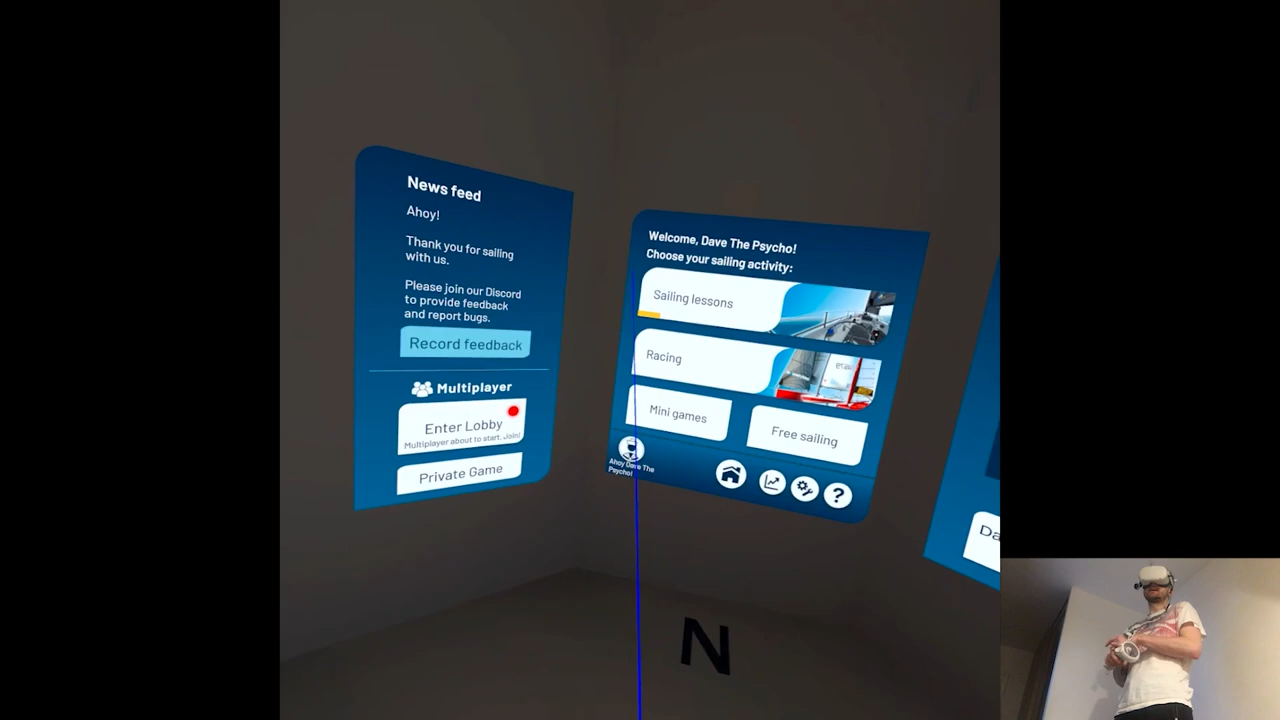 News feed
Ahoy!
Thank you for sailing
with us.
Please join our Discord
to provide feedback
and report bugs.
Record feedback
Multiplayer
Enter Lobby
Multiplayer about to start. Join!
Private Game
Welcome, Dave The Psycho!
Choose your sailing activity:
Sailing lessons
Racing
Mini games
Free sailing
Ahoy Dave The
Psycho!
?
Da
N